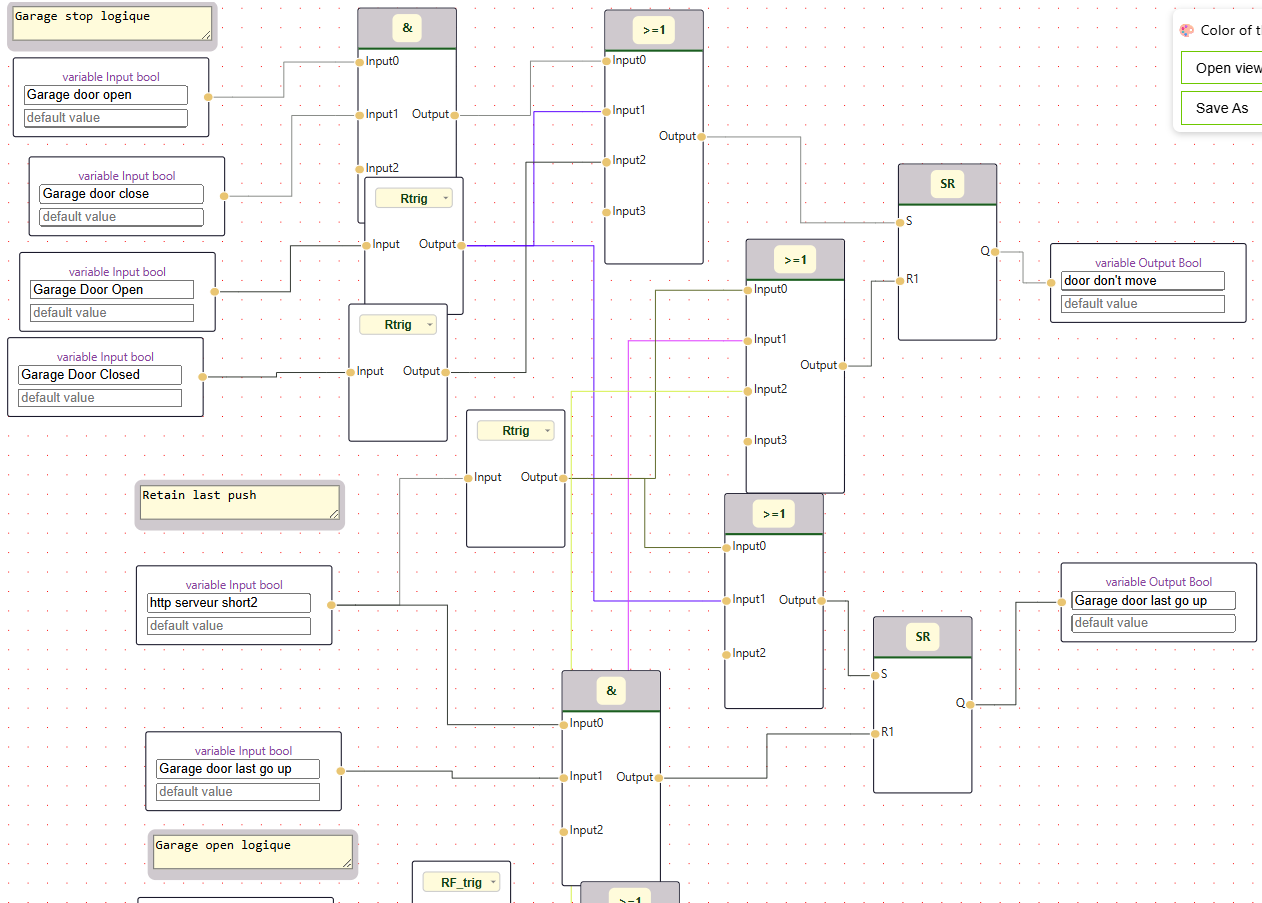 Garage stop logique
variable Input bool
Garage door open
default value
variable Input bool
Garage door close
default value
variable Input bool
Garage Door Open
default value
variable Input bool
Garage Door Closed
default value
&
Input0
Input1
Output
Input2
Rtrig
Input
Output
Rtrig
Input
Output
Rtrig
Input
Output
>=1
Input0
Input1
Output
Input2
Input3
>=1
Input0
Input1
Output
Input2
Input3
SR
S
Q
R1
variable Output Bool
door don't move
default value
Color of t
Open view
Save As
Retain last push
variable Input bool
http serveur short2
default value
variable Input bool
Garage door last go up
default value
>=1
Input0
Input1
Output
Input2
&
Input0
Input1
Output
Input2
SR
S
Q
R1
variable Output Bool
Garage door last go up
default value
Garage open logique
RF_trig
>=1